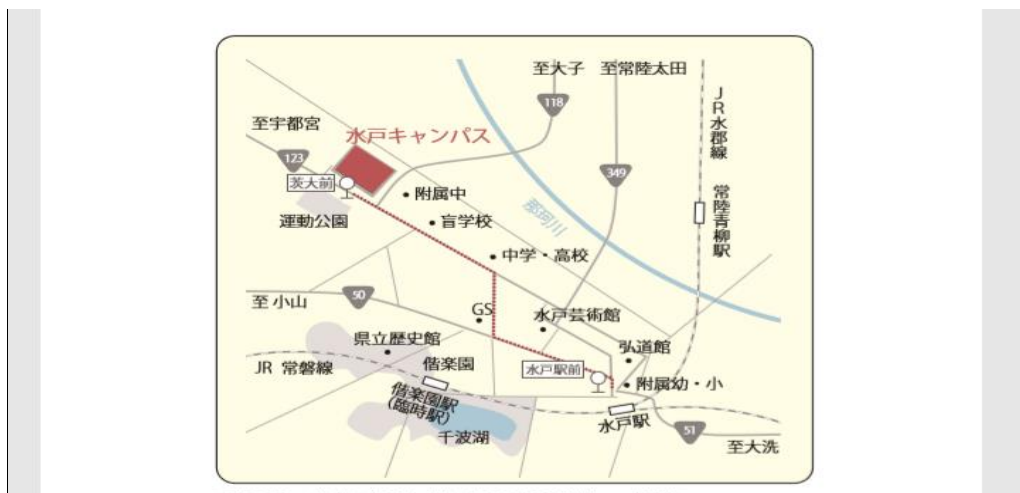 至大子
至常陸太田
JR水郡線
118
至宇都宮
水戸キャンパス
123
茨大前
349
附属中
常陸青柳駅
運動公園
盲学校
那珂川
中学・高校
至 小山
50
GS
水戸芸術館
県立歴史館
弘道館
JR 常磐線
偕楽園
水戸駅前
附属幼・小
偕楽園駅
(臨時駅)
水戸駅
千波湖
51
至大洗